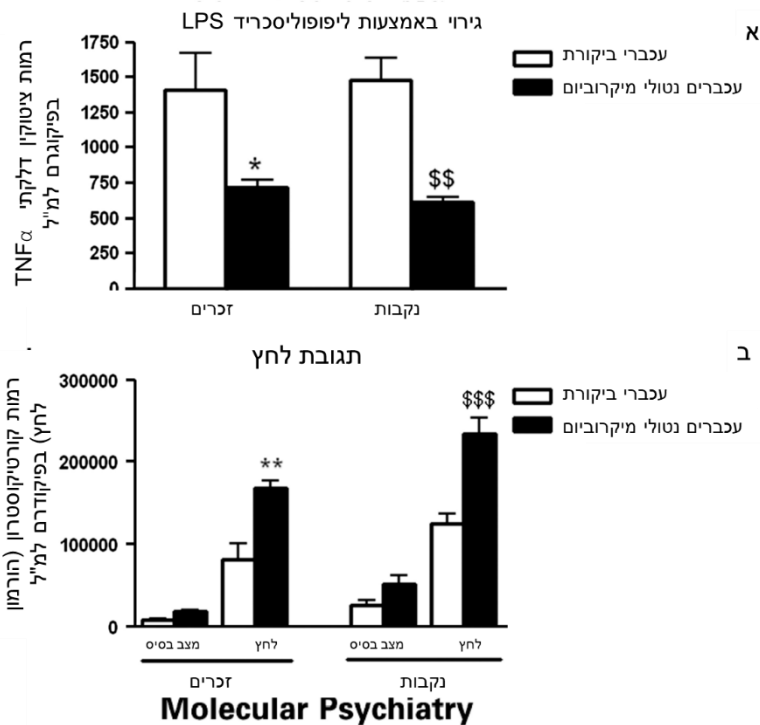 גירוי באמצעות ליפופוליסכריד LPS
א
רמות ציטוקין דלקתי TNFα
בפיקוגרם למ"ל
1750
1500
1250
1000
750
500
250
0
*
$$
זכרים
נקבות
עכברי ביקורת
עכברים נטולי מיקרוביום
ב
תגובת לחץ
רמות קורטיקוסטרון (הורמון
לחץ) בפיקודרם למ"ל
300000
200000
100000
0
**
$$$
מצב בסיס
לחץ
מצב בסיס
לחץ
זכרים
נקבות
עכברי ביקורת
עכברים נטולי מיקרוביום
Molecular Psychiatry